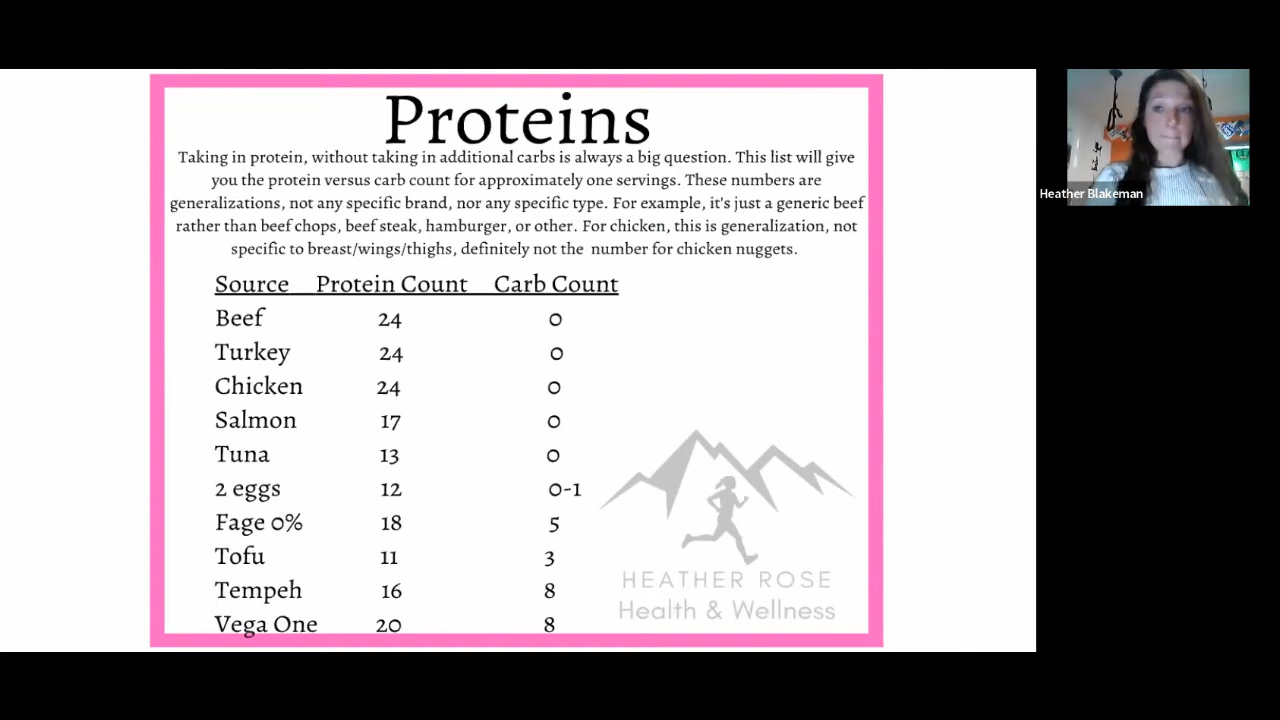 Proteins
Taking in protein, without taking in additional carbs is always a big question. This list will give
you the protein versus carb count for approximately one servings. These numbers are
generalizations, not any specific brand, nor any specific type. For example, it's just a generic beef
rather than beef chops, beef steak, hamburger, or other. For chicken, this is generalization, not
specific to breast/wings/thighs, definitely not the number for chicken nuggets.
Source Protein Count Carb Count
Beef 24 0
Turkey 24 0
Chicken 24 0
Salmon 17 0
Tuna 13 0
2 eggs 12 0-1
Fage 0% 18 5
Tofu 11 3
Tempeh 16 8
Vega One 20 8
HEATHER ROSE
Health & Wellness
Heather Blakeman